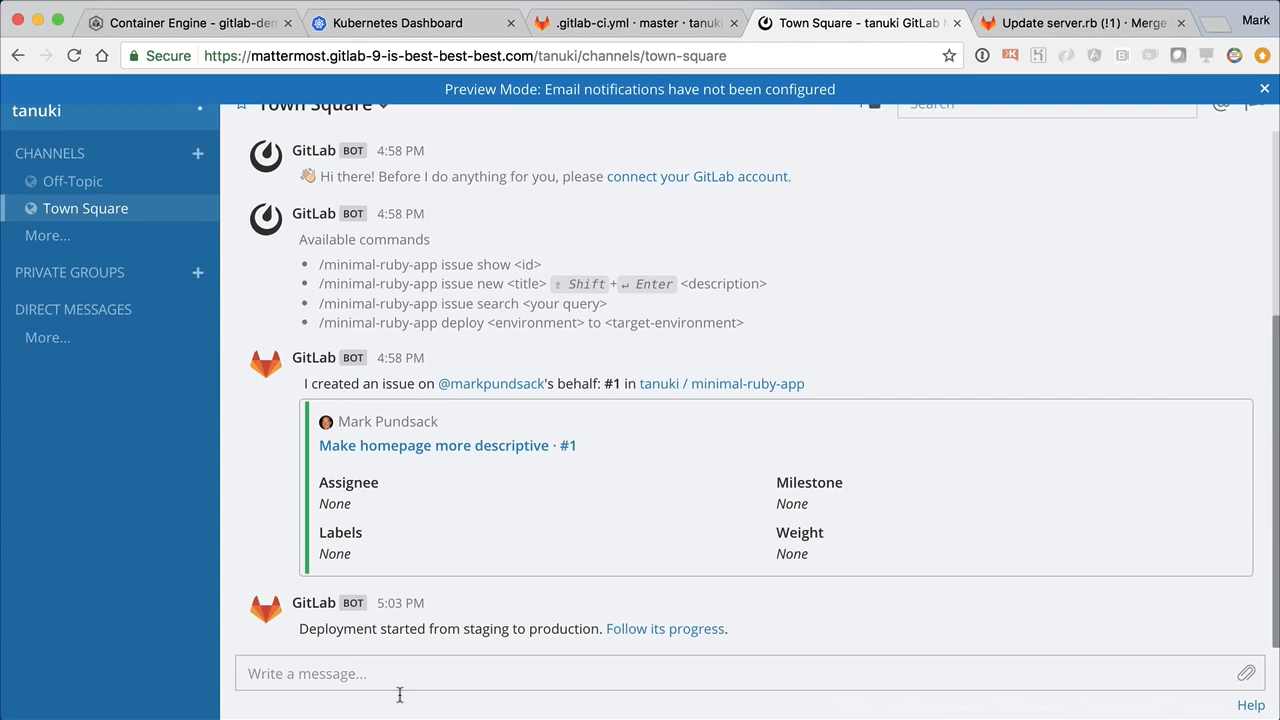 Container Engine - gitlab-dem
Kubernetes Dashboard
.gitlab-ci.yml · master · tanuki
Town Square - tanuki GitLab M
Update server.rb (!1) · Merge
Mark
Secure
https://mattermost.gitlab-9-is-best-best-best.com/tanuki/channels/town-square
Preview Mode: Email notifications have not been configured
tanuki
CHANNELS
Off-Topic
Town Square
More...
PRIVATE GROUPS
DIRECT MESSAGES
More...
Town Square
Search
GitLab BOT 4:58 PM
Hi there! Before I do anything for you, please connect your GitLab account.
GitLab BOT 4:58 PM
Available commands
• /minimal-ruby-app issue show <id>
• /minimal-ruby-app issue new <title> ⇧ Shift+↵ Enter <description>
• /minimal-ruby-app issue search <your query>
• /minimal-ruby-app deploy <environment> to <target-environment>
GitLab BOT 4:58 PM
I created an issue on @markpundsack's behalf: #1 in tanuki / minimal-ruby-app
Mark Pundsack
Make homepage more descriptive · #1
Assignee
None
Milestone
None
Labels
None
Weight
None
GitLab BOT 5:03 PM
Deployment started from staging to production. Follow its progress.
Write a message...
Help